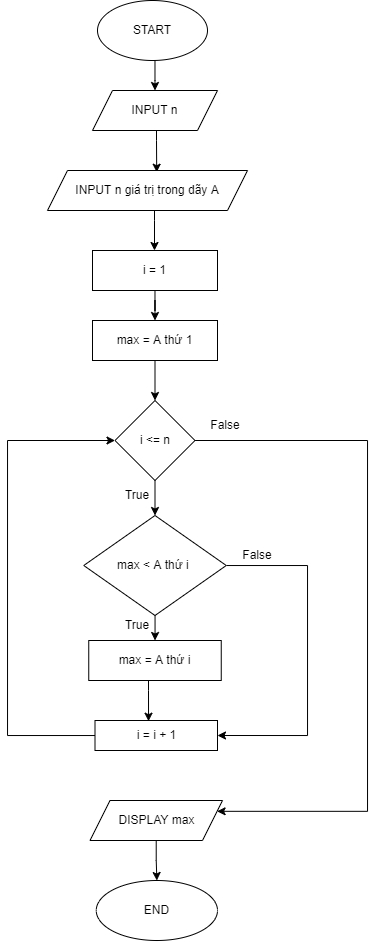 START
INPUT n
INPUT n giá trị trong dãy A
i = 1
max = A thứ 1
i <= n
False
True
max < A thứ i
False
True
max = A thứ i
i = i + 1
DISPLAY max
END